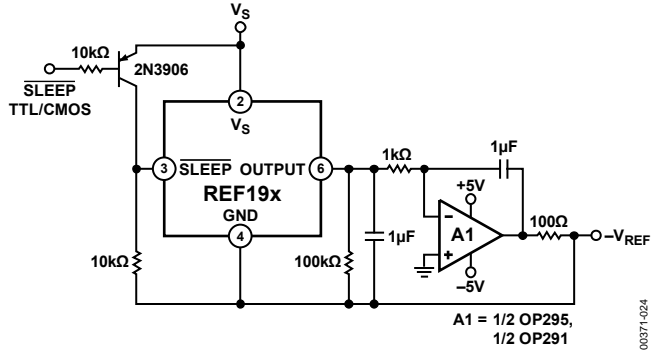 V_S
10kΩ
2N3906
SLEEP
TTL/CMOS
2
V_S
3
SLEEP
OUTPUT
6
REF19x
GND
4
10kΩ
100kΩ
1µF
1kΩ
1µF
+5V
−
A1
+
−5V
100Ω
−V_REF
A1 = 1/2 OP295,
1/2 OP291
00371-024